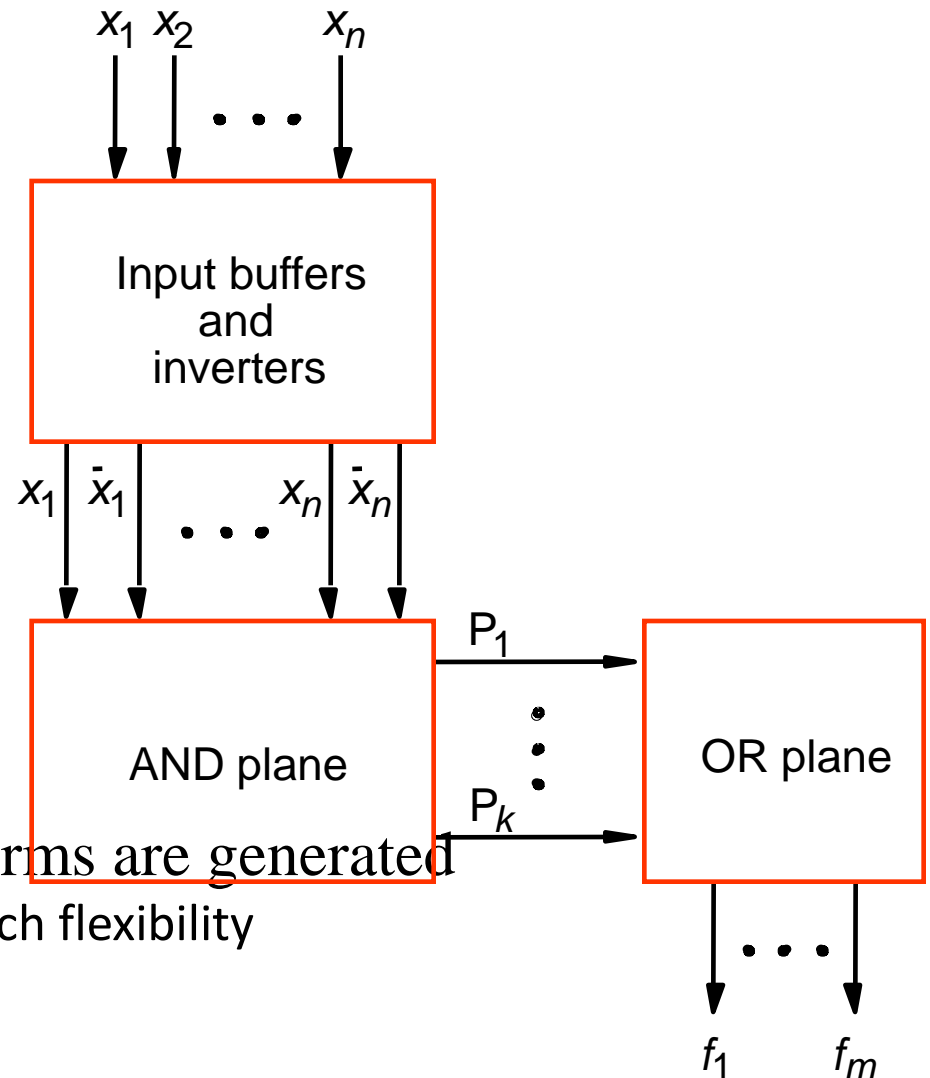 x1 x2 xn
Input buffers
and
inverters
x1 x̄1 xn x̄n
P1
AND plane
OR plane
Pk
rms are generated
ch flexibility
f1 fm